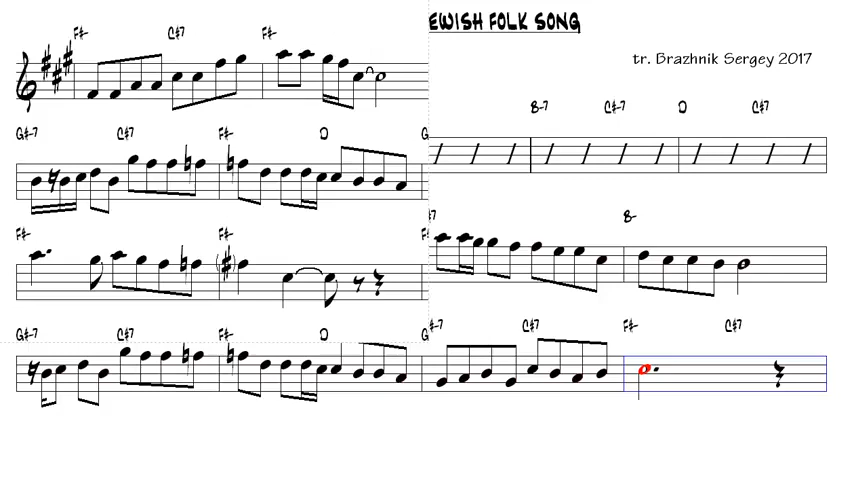 EWISH FOLK SONG
tr. Brazhnik Sergey 2017
F#- C#7 F#-
B-7 C#-7 D C#7
G#-7 C#7 F#- D G
F#- F#- F
7 B-
G#-7 C#7 F#- D
#-7 C#7 F#- C#7